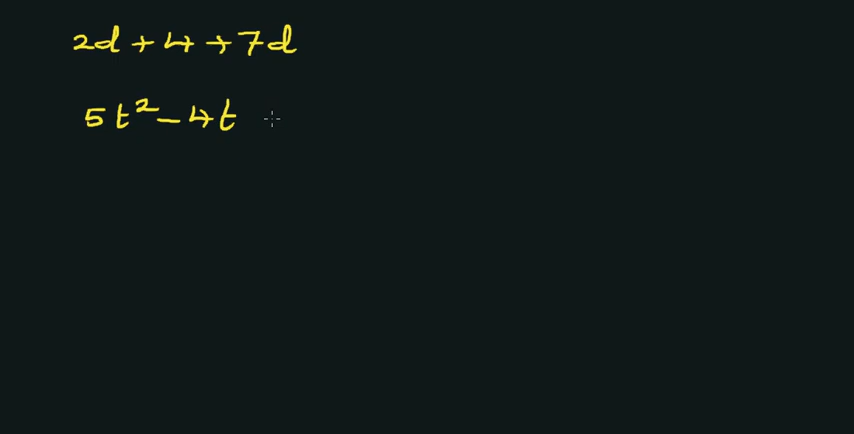 2d + 4 + 7d
5t² - 4t